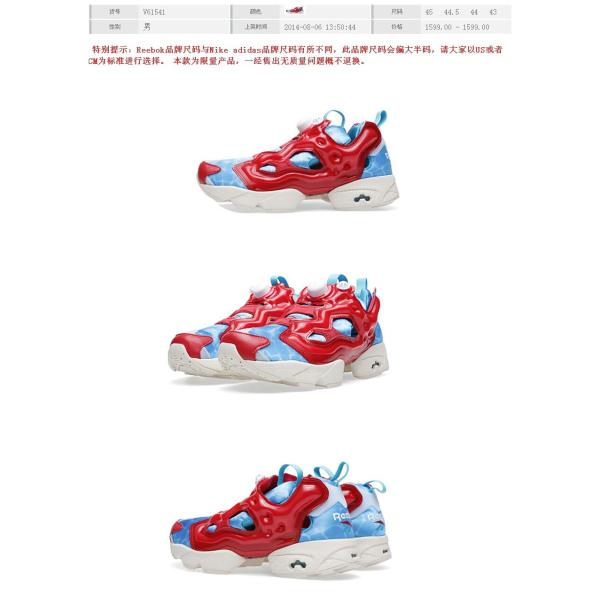 货号 V61541 颜色 尺码 45 44.5 44 43
性别 男 上架时间 2014-08-06 13:50:44 价格 1599.00 - 1599.00
特别提示：Reebok品牌尺码与Nike adidas品牌尺码有所不同，此品牌尺码会偏大半码，请大家以US或者
CM为标准进行选择。 本款为限量产品，一经售出无质量问题概不退换。
Reebok